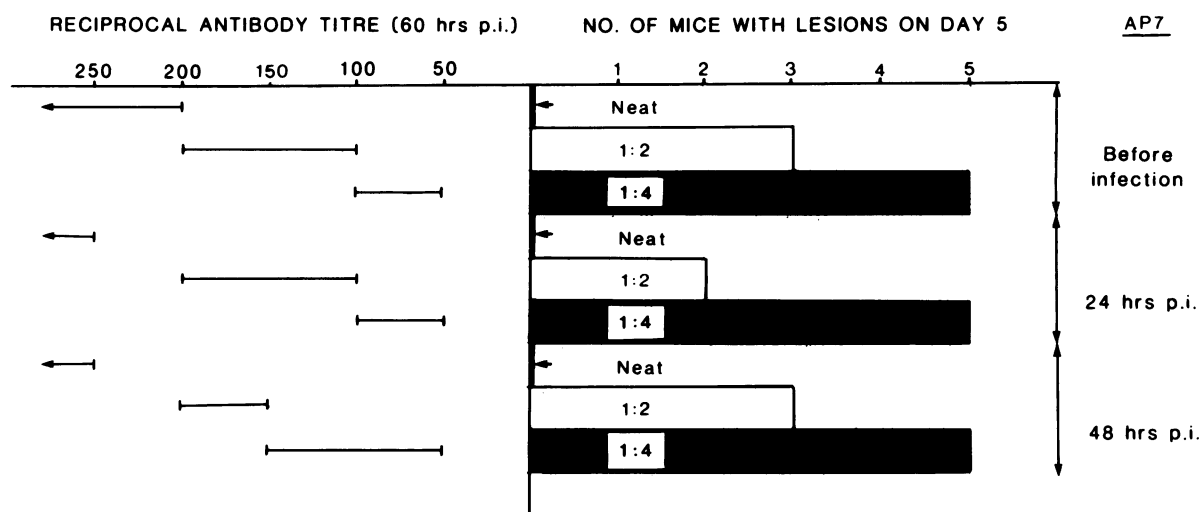 RECIPROCAL ANTIBODY TITRE (60 hrs p.i.) NO. OF MICE WITH LESIONS ON DAY 5 AP7
250 200 150 100 50 1 2 3 4 5
Neat
1:2
1:4
Before
infection
Neat
1:2
1:4
24 hrs p.i.
Neat
1:2
1:4
48 hrs p.i.